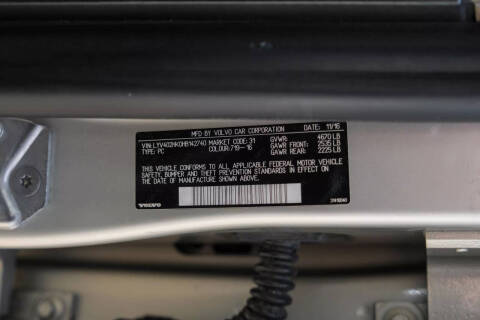 MFD BY VOLVO CAR CORPORATION DATE: 11/16
VIN: LYV402HK0HB142740 MARKET CODE: 31 GVWR: 4670 LB
TYPE: PC COLOUR: 719-16 GAWR FRONT: 2535 LB
GAWR REAR: 2225 LB
THIS VEHICLE CONFORMS TO ALL APPLICABLE FEDERAL MOTOR VEHICLE
SAFETY, BUMPER AND THEFT PREVENTION STANDARDS IN EFFECT ON
THE DATE OF MANUFACTURE SHOWN ABOVE.
VOLVO